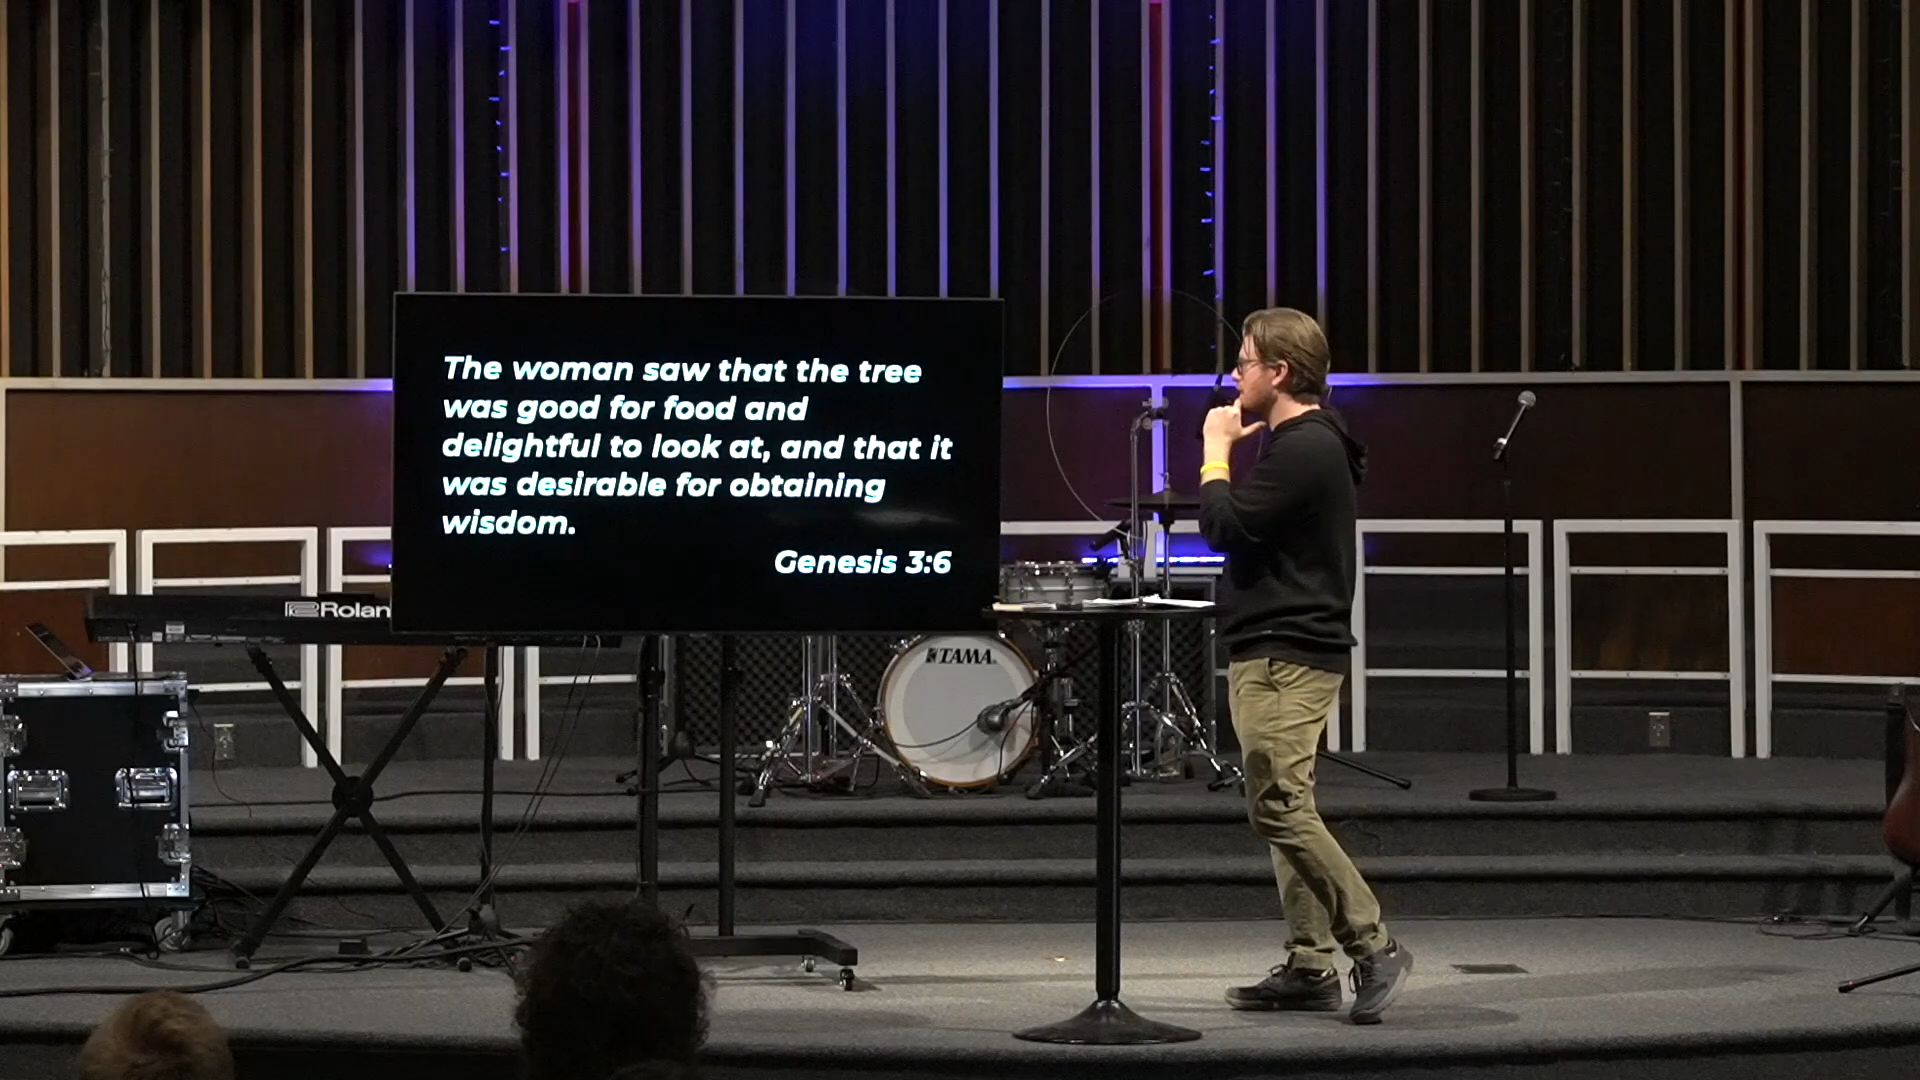 The woman saw that the tree
was good for food and
delightful to look at, and that it
was desirable for obtaining
wisdom.
Genesis 3:6
Rolan
TAMA